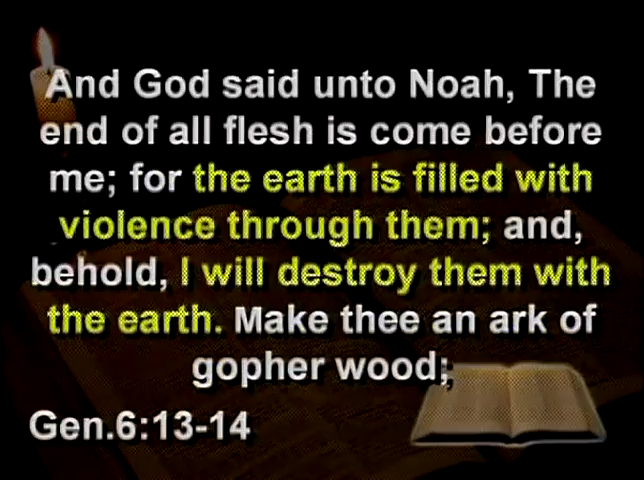 And God said unto Noah, The
end of all flesh is come before
me; for the earth is filled with
violence through them; and,
behold, I will destroy them with
the earth. Make thee an ark of
gopher wood;
Gen.6:13-14